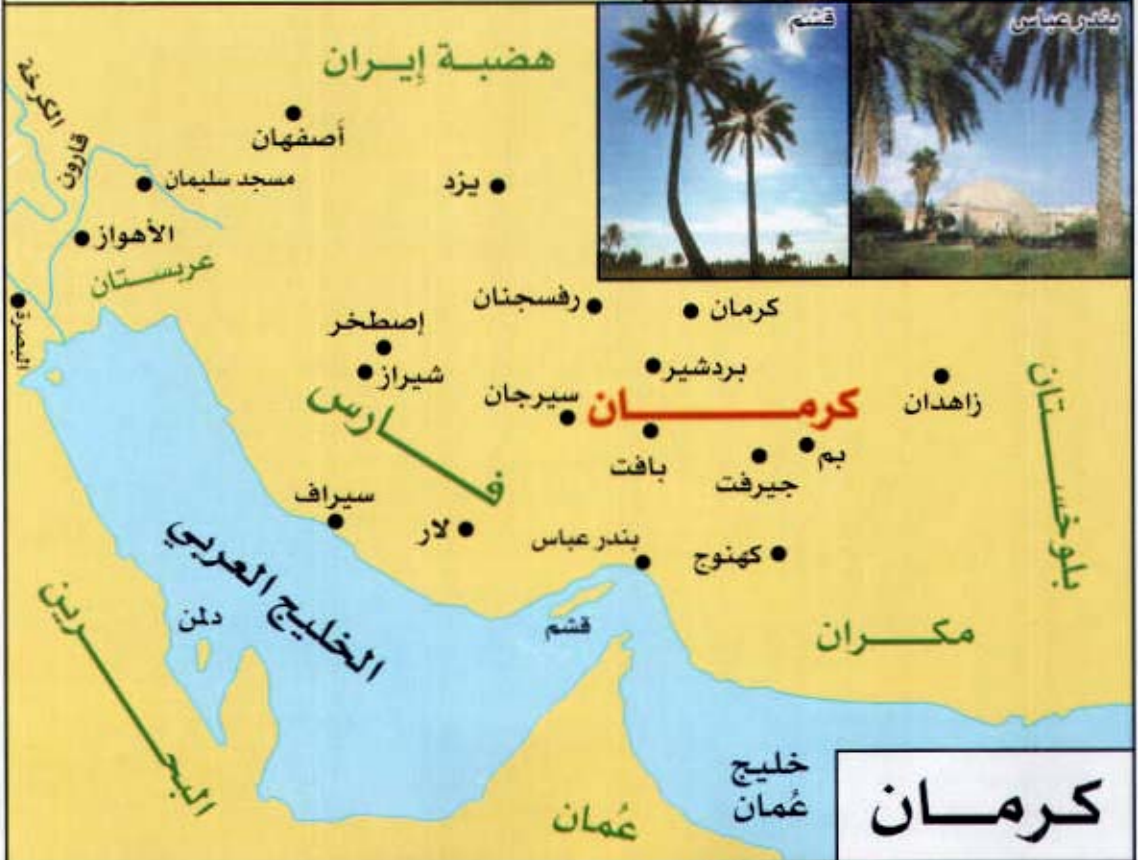 بندر عباس
قشم
هضبة إيران
الكرخة
قارون
أصفهان
مسجد سليمان
يزد
الأهواز
عربستان
البصرة
رفسجنان
كرمان
إصطخر
شيراز
بردشير
زاهدان
سيرجان
كرمان
بافت
بم
جيرفت
بلوخستان
فارس
سيراف
لار
بندر عباس
كهنوج
الخليج العربي
دلمن
قشم
مكران
البحرين
خليج
عُمان
عُمان
كرمان